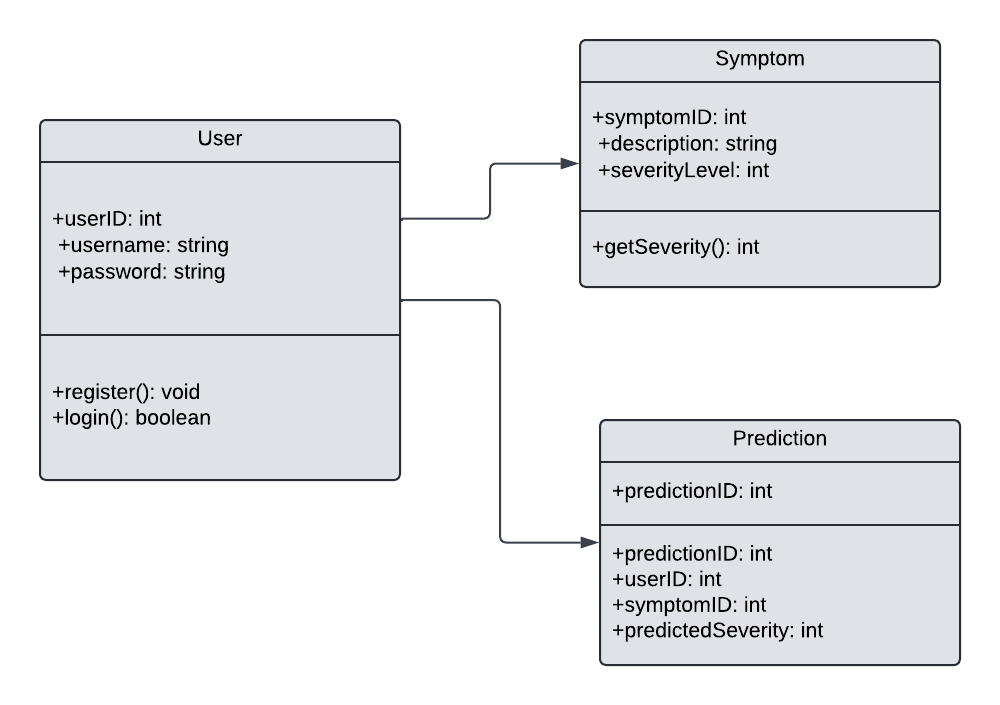 User
+userID: int
+username: string
+password: string
+register(): void
+login(): boolean
Symptom
+symptomID: int
+description: string
+severityLevel: int
+getSeverity(): int
Prediction
+predictionID: int
+predictionID: int
+userID: int
+symptomID: int
+predictedSeverity: int